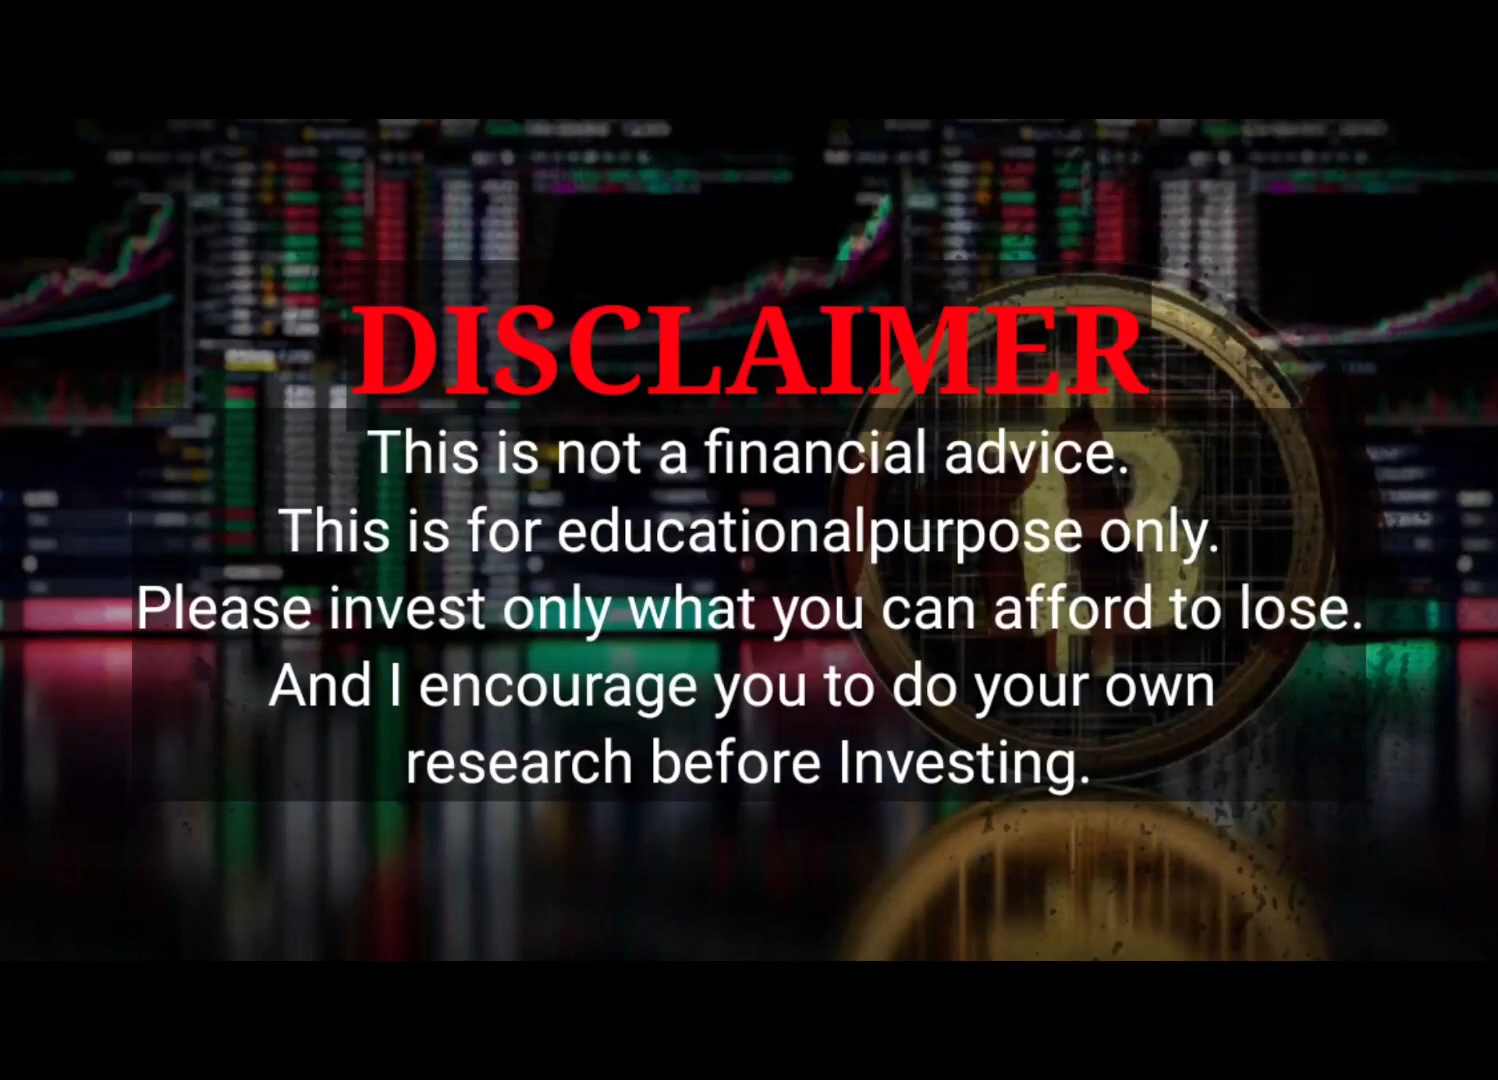 DISCLAIMER
This is not a financial advice.
This is for educationalpurpose only.
Please invest only what you can afford to lose.
And I encourage you to do your own
research before Investing.